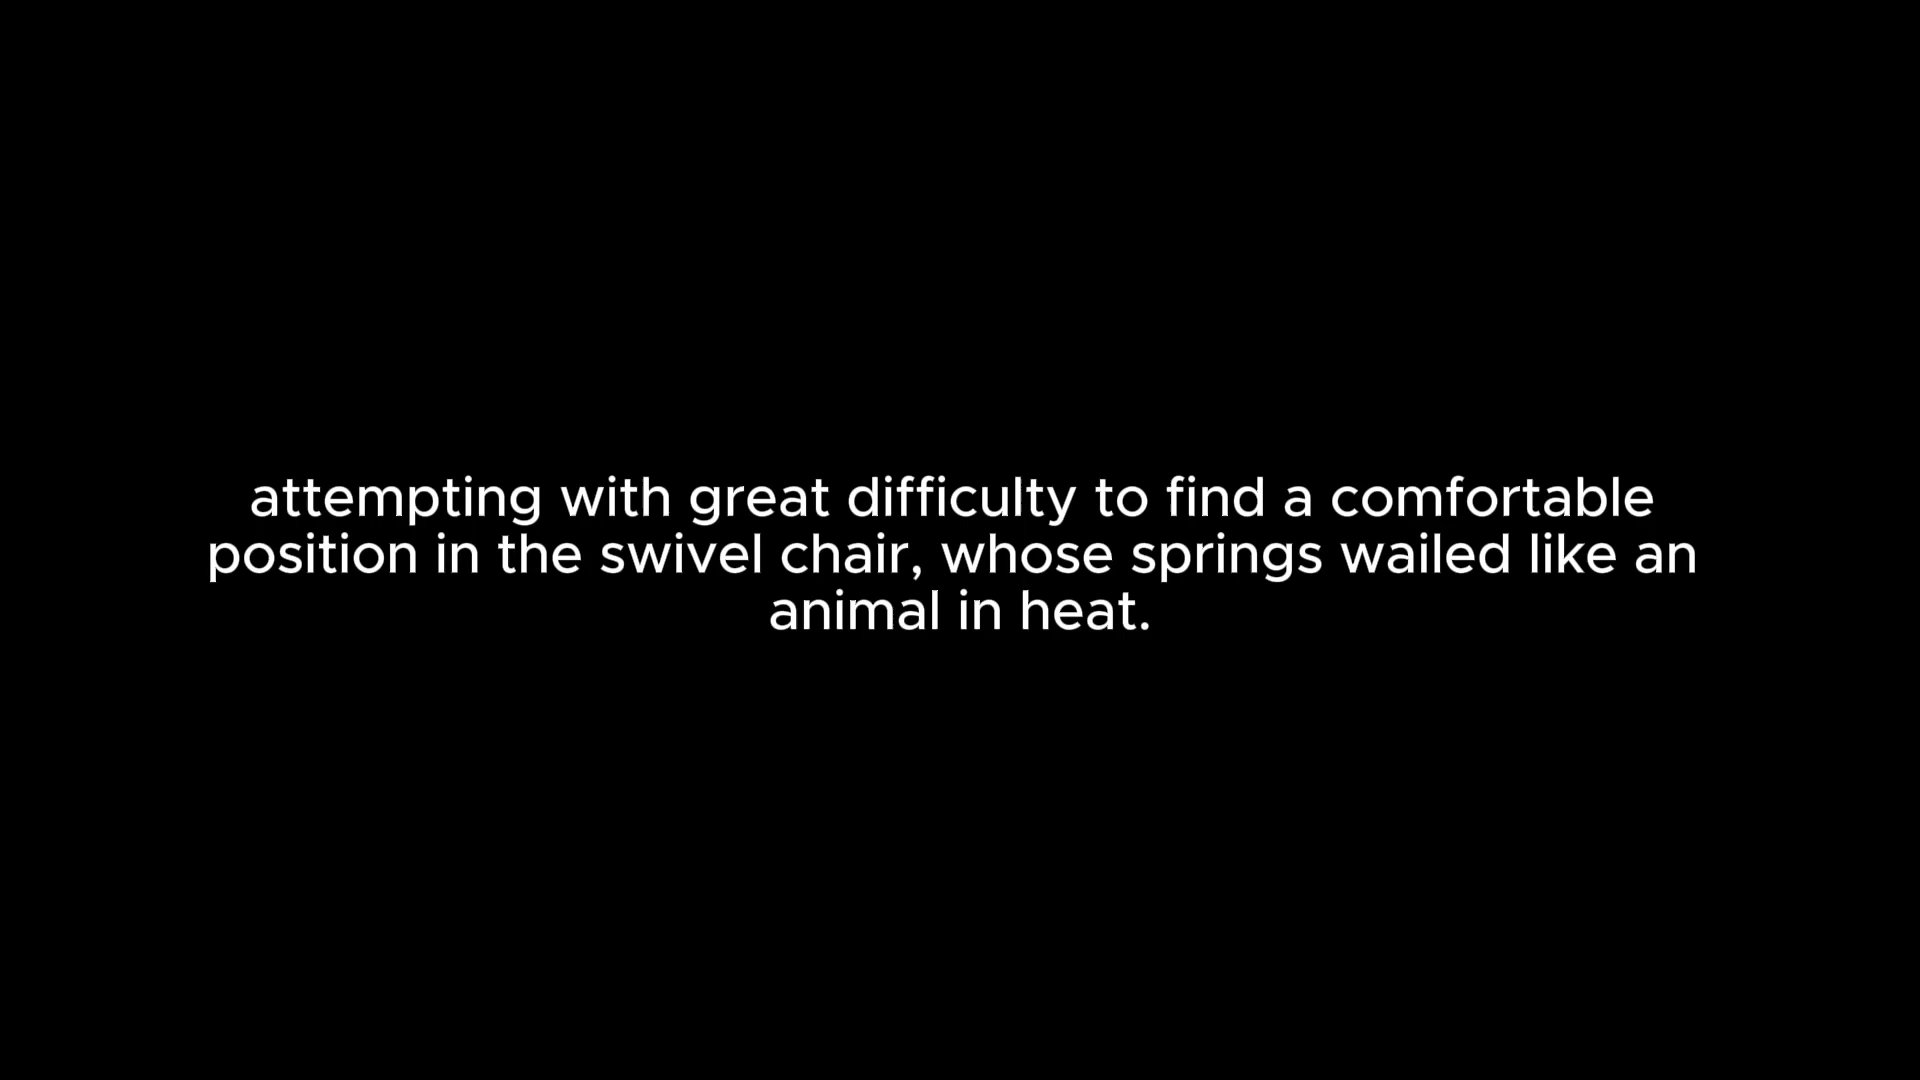 attempting with great difficulty to find a comfortable
position in the swivel chair, whose springs wailed like an
animal in heat.